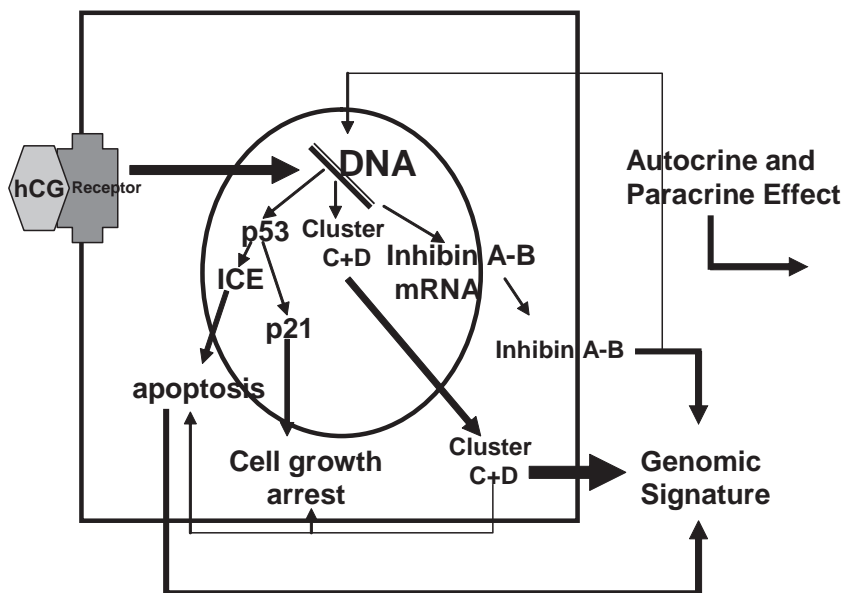 DNA
hCG
Receptor
Autocrine and
Paracrine Effect
p53
Cluster
C+D
Inhibin A-B
mRNA
ICE
p21
Inhibin A-B
apoptosis
Cell growth
arrest
Cluster
C+D
Genomic
Signature